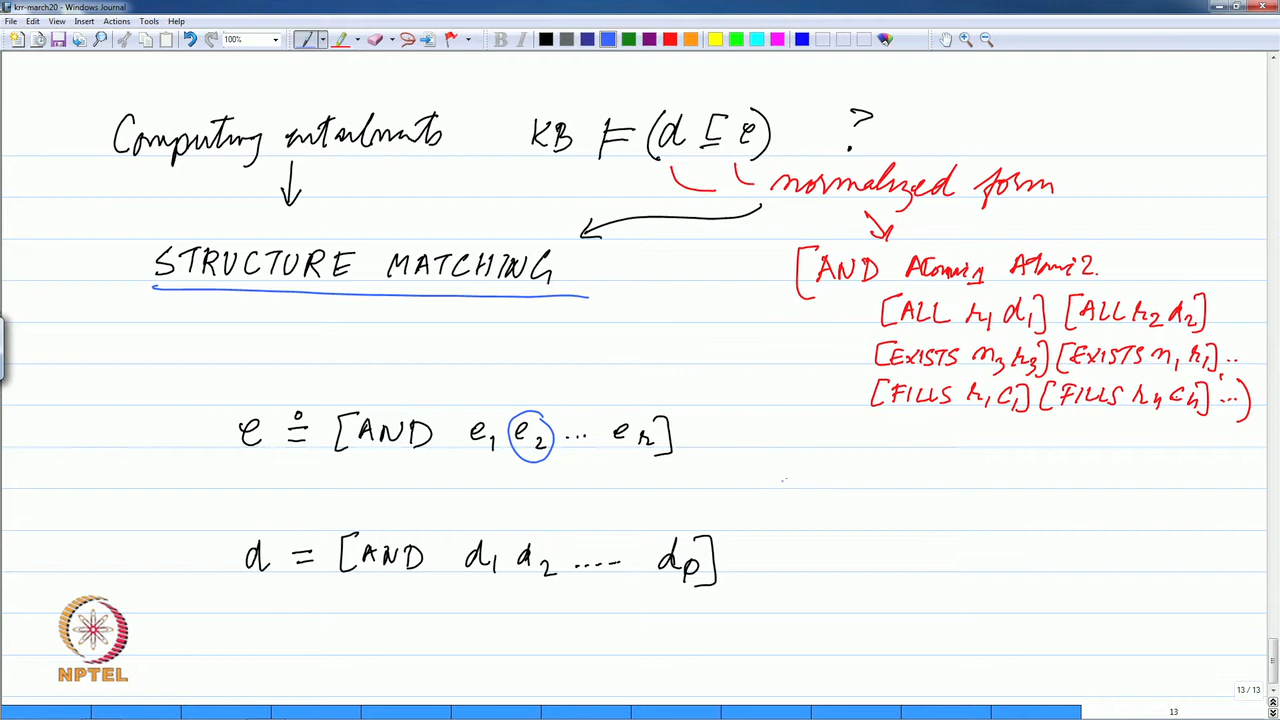 krr-march20 - Windows Journal
File Edit View Insert Actions Tools Help
100%
B I
Computing entailments KB ⊨ (d ⊑ e) ?
normalized form
STRUCTURE MATCHING
[AND Atomic1 Atomic2.
[ALL r1 d1] [ALL r2 d2]
[EXISTS n3 r3] [EXISTS n1 r1]..
[FILLS r1 c1] [FILLS r4 c4] ...)
e ≐ [AND e1 e2 ... er]
d = [AND d1 d2 ..... dp]
NPTEL
13 / 13
13